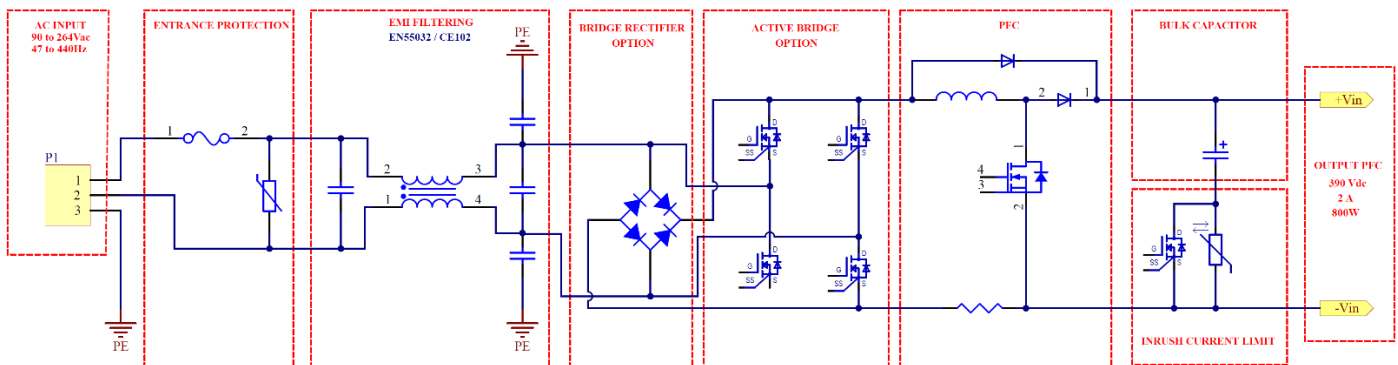 AC INPUT
90 to 264Vac
47 to 440Hz
ENTRANCE PROTECTION
EMI FILTERING
EN55032 / CE102
PE
BRIDGE RECTIFIER
OPTION
ACTIVE BRIDGE
OPTION
PFC
BULK CAPACITOR
2 1
+Vin
1 2
D
G
SS
S
D
G
SS
S
P1
1
2
3
2 3
1 4
1
4
3
2
OUTPUT PFC
390 Vdc
2 A
800W
D
G
SS
S
D
G
SS
S
D
G
SS
S
-Vin
PE
PE
INRUSH CURRENT LIMIT